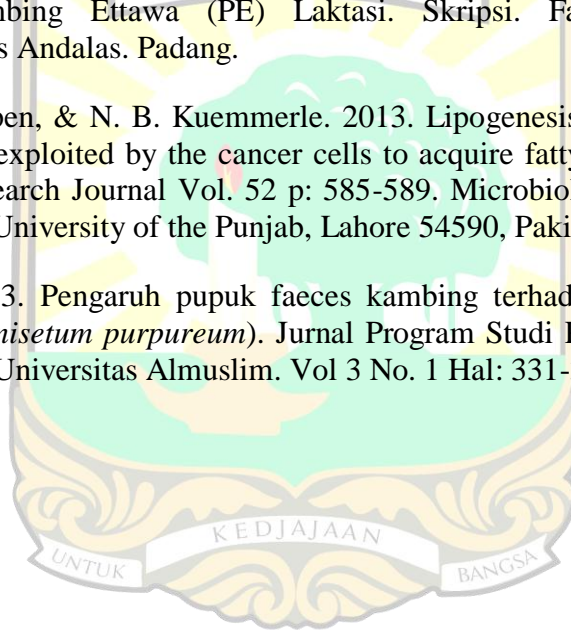 mbing Ettawa (PE) Laktasi. Skripsi. Fa
s Andalas. Padang.
pen, & N. B. Kuemmerle. 2013. Lipogenesis
exploited by the cancer cells to acquire fatty
earch Journal Vol. 52 p: 585-589. Microbiol
University of the Punjab, Lahore 54590, Paki
3. Pengaruh pupuk faeces kambing terhad
nisetum purpureum). Jurnal Program Studi
Universitas Almuslim. Vol 3 No. 1 Hal: 331-
UNTUK KEDJAJAAN BANGSA